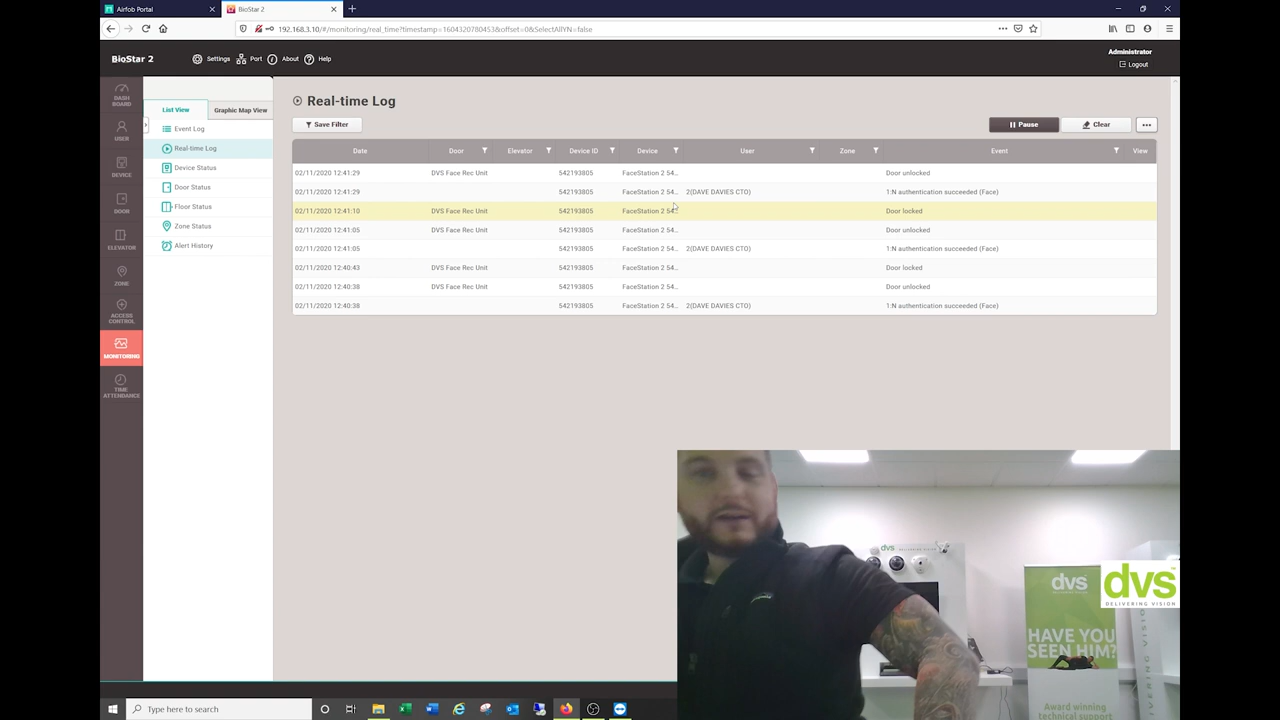 Airfob Portal
BioStar 2
192.168.3.10/#/monitoring/real_time?timestamp=1604320780453&offset=0&SelectAllYN=false
BioStar 2
Settings
Port
About
Help
Administrator
Logout
DASH
BOARD
USER
DEVICE
DOOR
ELEVATOR
ZONE
ACCESS
CONTROL
MONITORING
TIME
ATTENDANCE
List View
Graphic Map View
Event Log
Real-time Log
Device Status
Door Status
Floor Status
Zone Status
Alert History
Real-time Log
Save Filter
Pause
Clear
Date Door Elevator Device ID Device User Zone Event View
02/11/2020 12:41:29 DVS Face Rec Unit 542193805 FaceStation 2 54... Door unlocked
02/11/2020 12:41:29 542193805 FaceStation 2 54... 2(DAVE DAVIES CTO) 1:N authentication succeeded (Face)
02/11/2020 12:41:10 DVS Face Rec Unit 542193805 FaceStation 2 54... Door locked
02/11/2020 12:41:05 DVS Face Rec Unit 542193805 FaceStation 2 54... Door unlocked
02/11/2020 12:41:05 542193805 FaceStation 2 54... 2(DAVE DAVIES CTO) 1:N authentication succeeded (Face)
02/11/2020 12:40:43 DVS Face Rec Unit 542193805 FaceStation 2 54... Door locked
02/11/2020 12:40:38 DVS Face Rec Unit 542193805 FaceStation 2 54... Door unlocked
02/11/2020 12:40:38 542193805 FaceStation 2 54... 2(DAVE DAVIES CTO) 1:N authentication succeeded (Face)
dvs
DELIVERING VISION
dvs
dvs
DELIVERING VISION
HAVE YOU
SEEN HIM?
Award winning
technical support
Type here to search